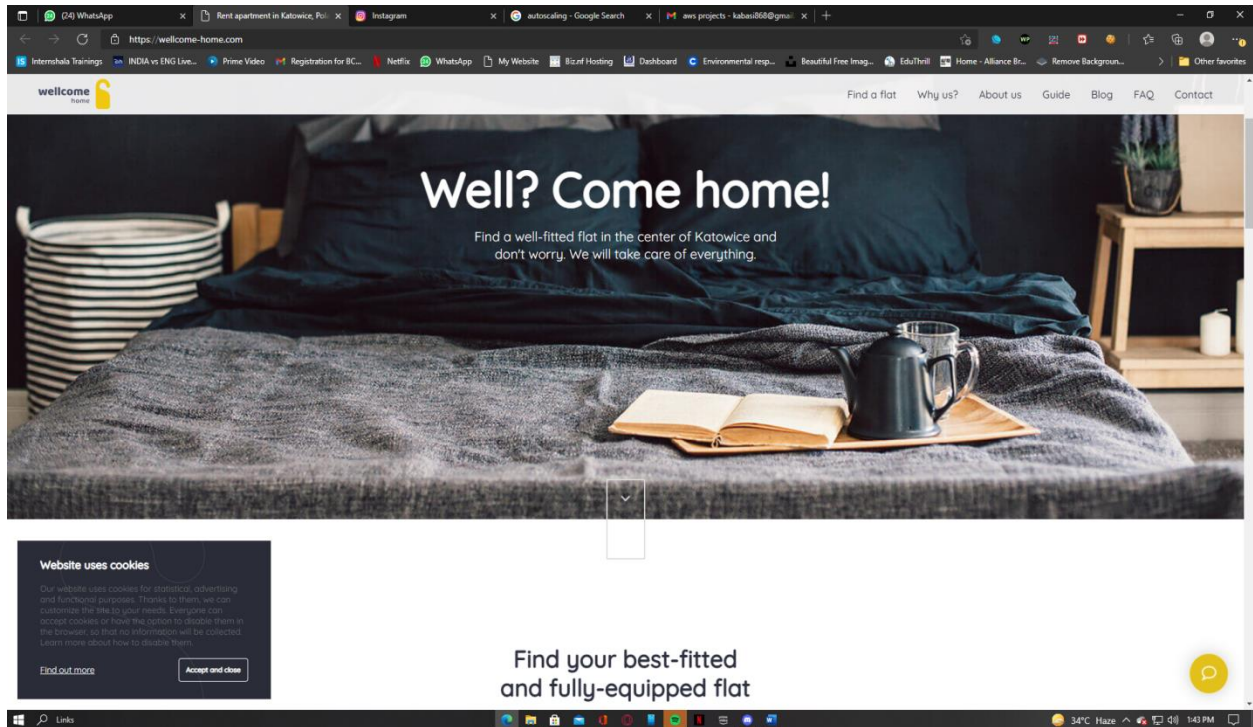 (24) WhatsApp
Rent apartment in Katowice, Pol
Instagram
autoscaling - Google Search
aws projects - kabasi868@gmail
https://wellcome-home.com
Internshala Trainings
INDIA vs ENG Live...
Prime Video
Registration for BC...
Netflix
WhatsApp
My Website
Biz.nf Hosting
Dashboard
Environmental resp...
Beautiful Free Imag...
EduThrill
Home - Alliance Br...
Remove Backgroun...
Other favorites
wellcome
home
Find a flat
Why us?
About us
Guide
Blog
FAQ
Contact
Well? Come home!
Find a well-fitted flat in the center of Katowice and
don't worry. We will take care of everything.
Website uses cookies
Our website uses cookies for statistical, advertising
and functional purposes. Thanks to them, we can
customize the site to your needs. Everyone can
accept cookies or have the option to disable them in
the browser, so that no information will be collected.
Learn more about how to disable them.
Find out more
Accept and close
Find your best-fitted
and fully-equipped flat
Links
34°C Haze
1:43 PM